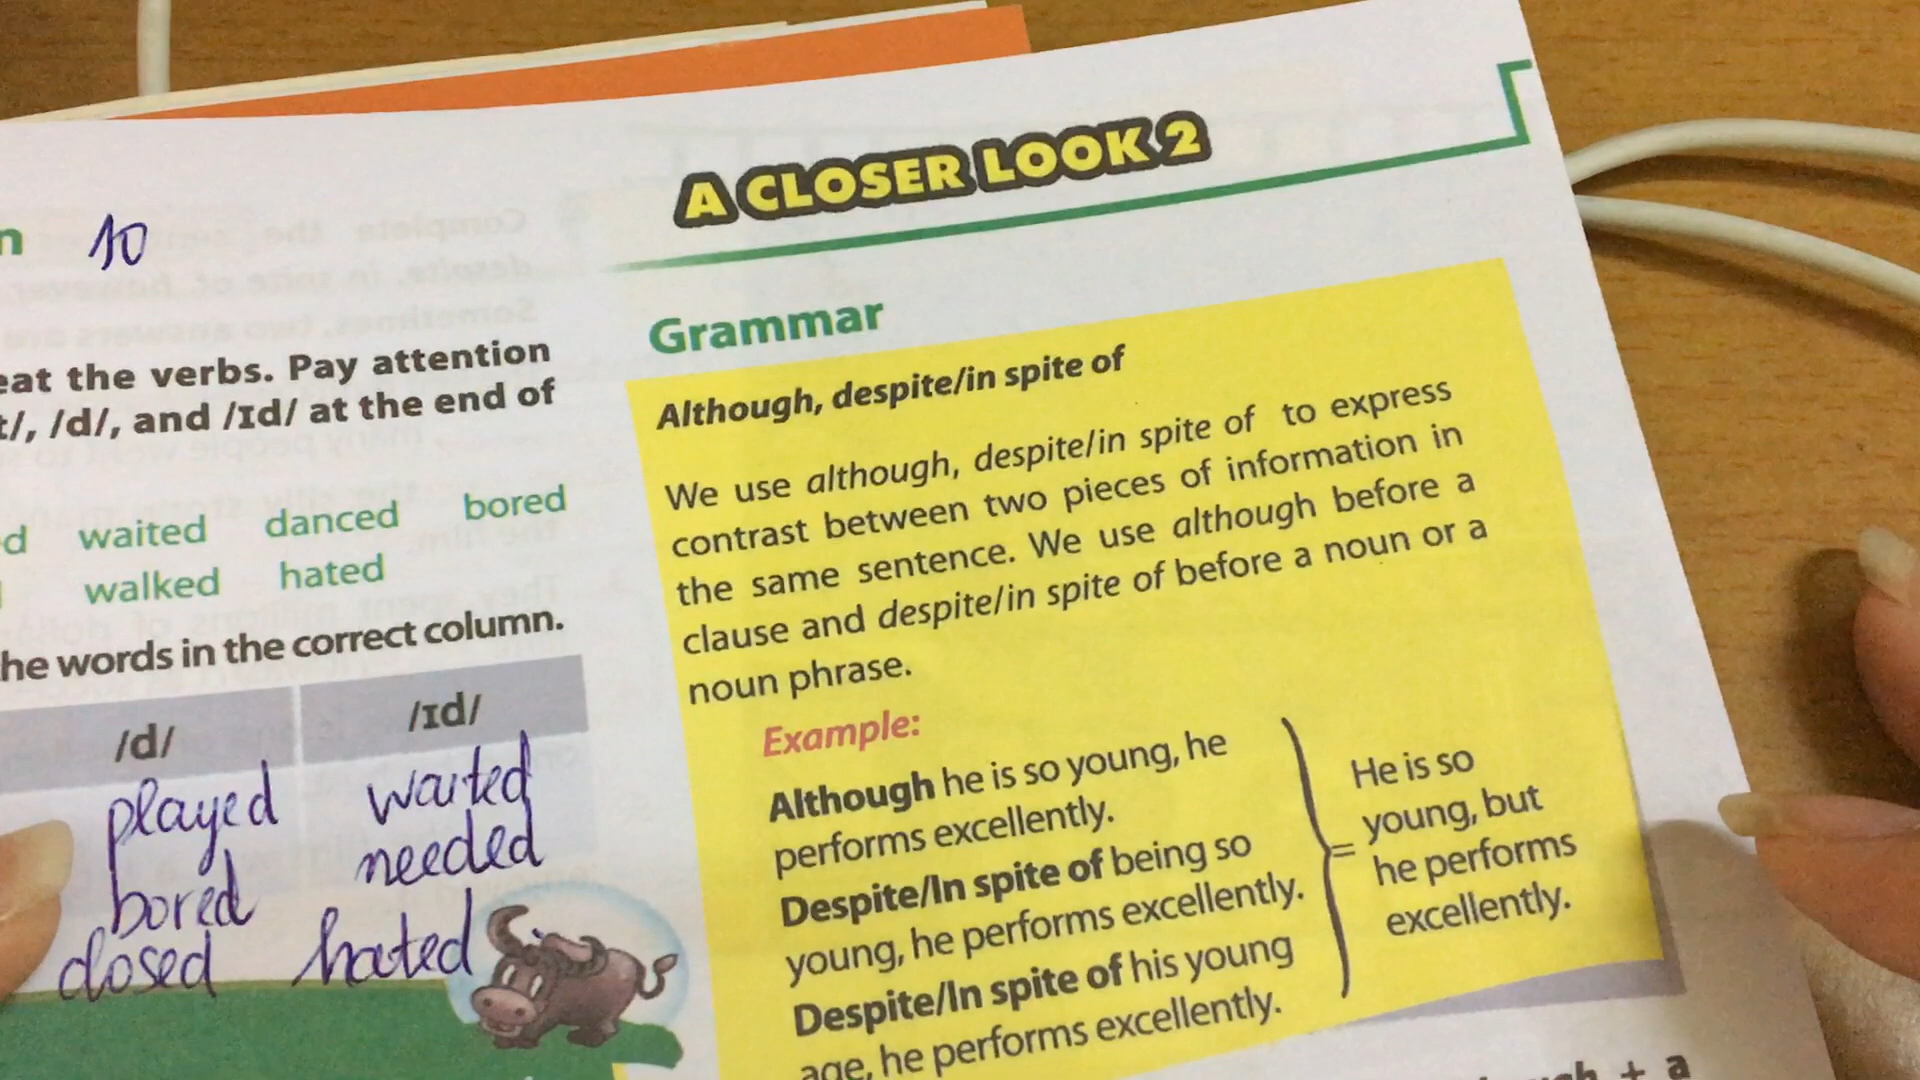 n 10
eat the verbs. Pay attention
t/, /d/, and /ɪd/ at the end of
d waited danced bored
walked hated
he words in the correct column.
/d/ /ɪd/
played waited
needed
bored
closed hated
A CLOSER LOOK 2
Grammar
Although, despite/in spite of
We use although, despite/in spite of to express
contrast between two pieces of information in
the same sentence. We use although before a
clause and despite/in spite of before a noun or a
noun phrase.
Example:
Although he is so young, he
performs excellently.
Despite/In spite of being so
young, he performs excellently.
Despite/In spite of his young
age, he performs excellently.
=
He is so
young, but
he performs
excellently.
+ a